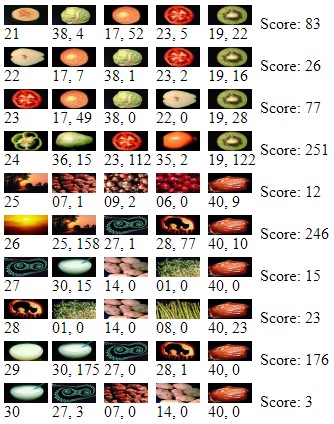 Score: 83
21 38, 4 17, 52 23, 5 19, 22
Score: 26
22 17, 7 38, 1 23, 2 19, 16
Score: 77
23 17, 49 38, 0 22, 0 19, 28
Score: 251
24 36, 15 23, 112 35, 2 19, 122
Score: 12
25 07, 1 09, 2 06, 0 40, 9
Score: 246
26 25, 158 27, 1 28, 77 40, 10
Score: 15
27 30, 15 14, 0 01, 0 40, 0
Score: 23
28 01, 0 14, 0 08, 0 40, 23
Score: 176
29 30, 175 27, 0 28, 1 40, 0
Score: 3
30 27, 3 07, 0 14, 0 40, 0